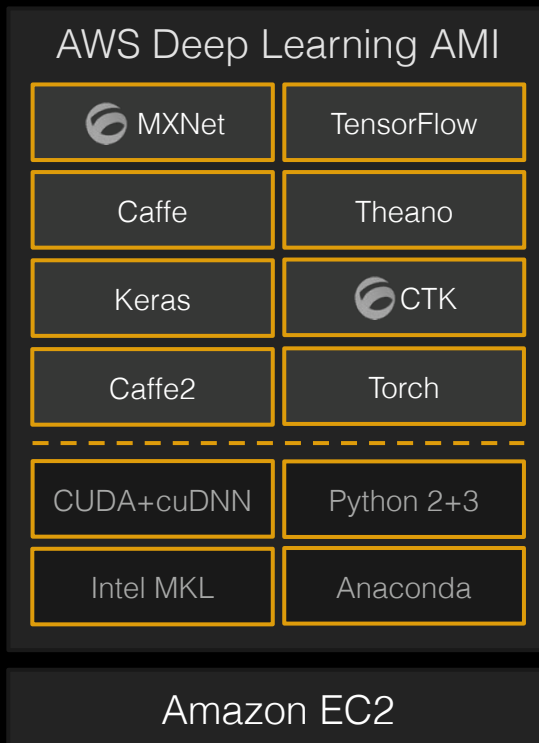 AWS Deep Learning AMI
MXNet
TensorFlow
Caffe
Theano
Keras
CTK
Caffe2
Torch
CUDA+cuDNN
Python 2+3
Intel MKL
Anaconda
Amazon EC2